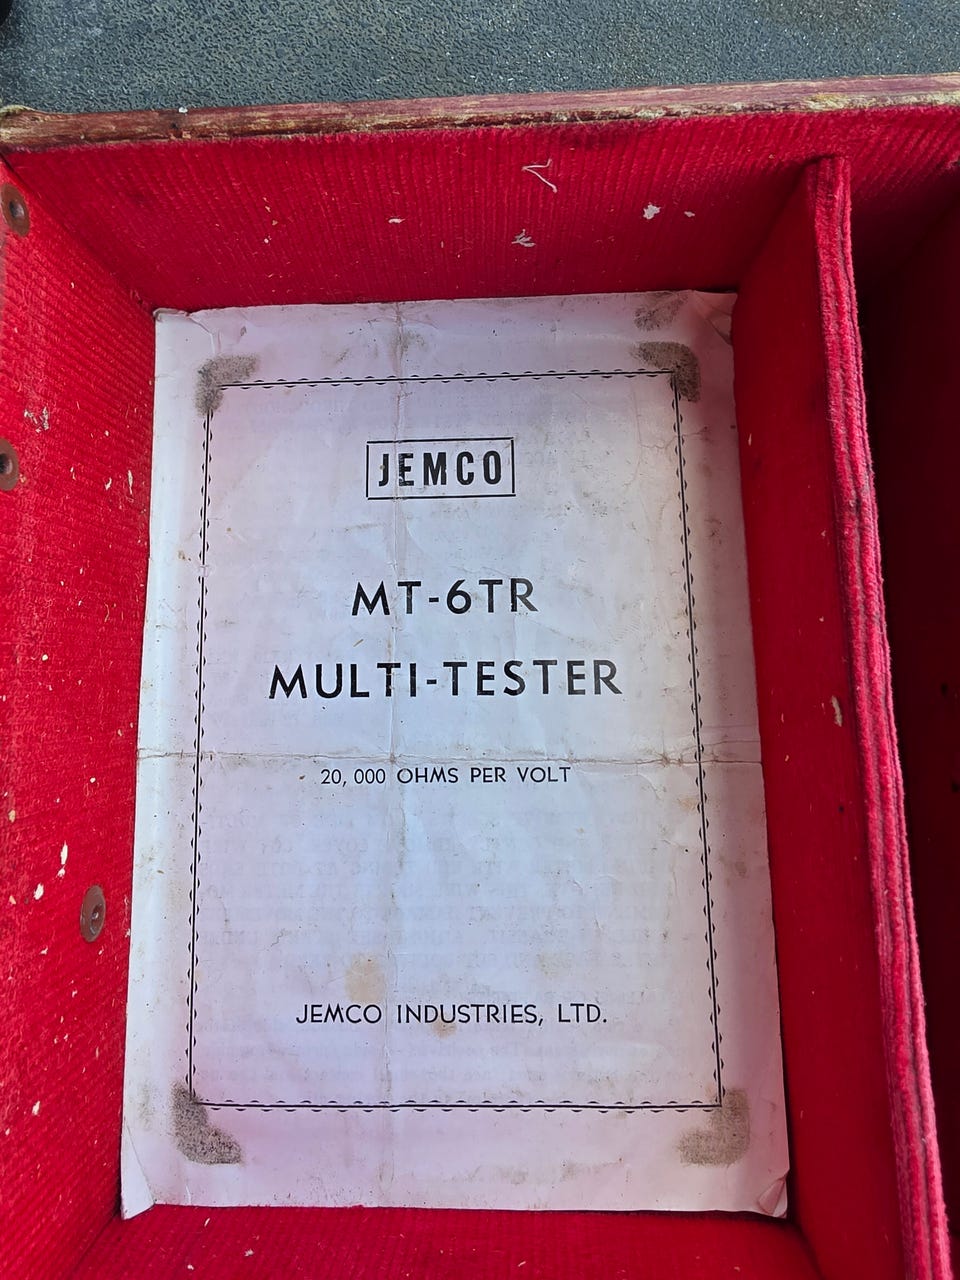 JEMCO
MT-6TR
MULTI-TESTER
20,000 OHMS PER VOLT
JEMCO INDUSTRIES, LTD.